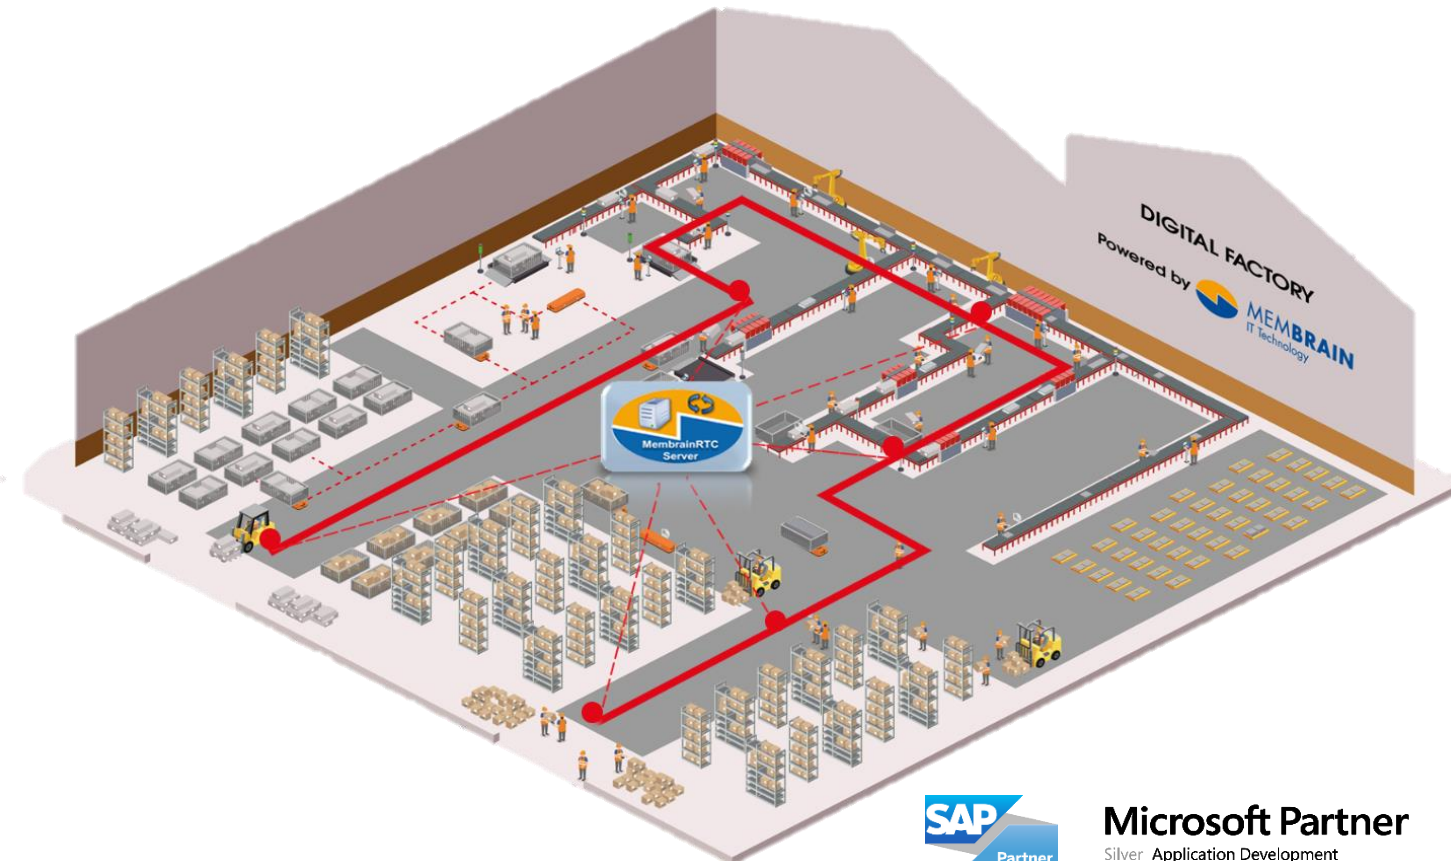 DIGITAL FACTORY
Powered by
MEMBRAIN
IT Technology
MembrainRTC
Server
SAP
Partner
Microsoft Partner
Silver Application Development